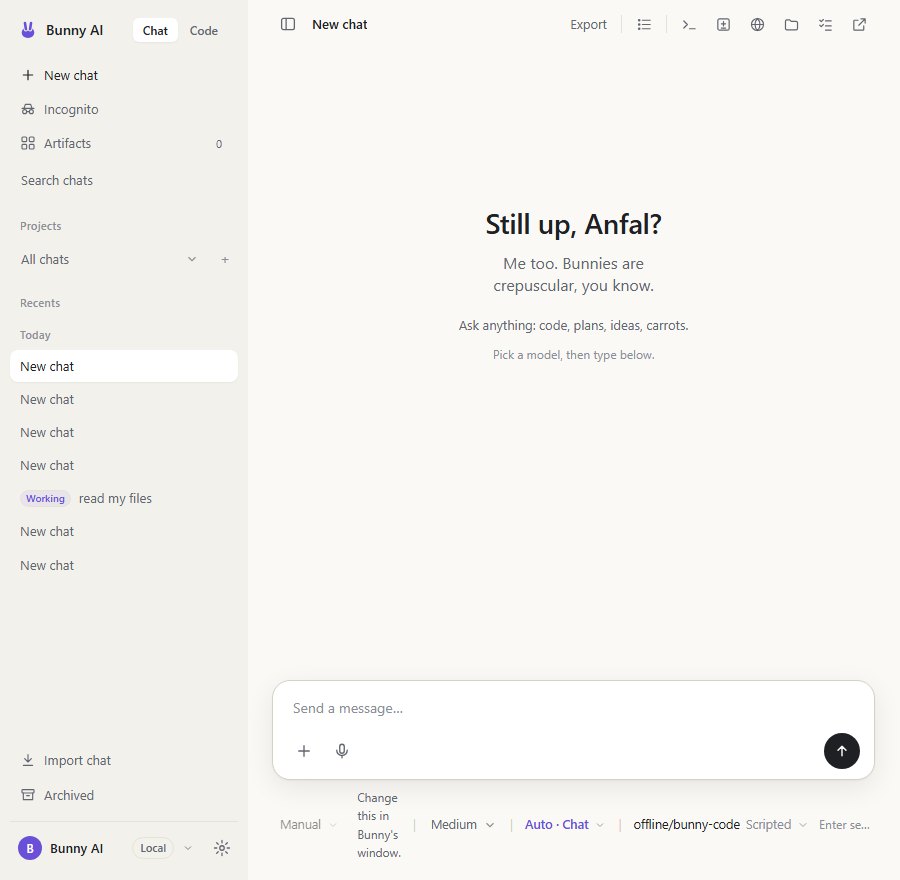 Bunny AI
Chat
Code
New chat
Incognito
Artifacts
0
Search chats
Projects
All chats
+
Recents
Today
New chat
New chat
New chat
New chat
Working
read my files
New chat
New chat
Import chat
Archived
B
Bunny AI
Local
New chat
Export
Still up, Anfal?
Me too. Bunnies are
crepuscular, you know.
Ask anything: code, plans, ideas, carrots.
Pick a model, then type below.
Send a message...
Manual
Change
this in
Bunny's
window.
Medium
Auto · Chat
offline/bunny-code
Scripted
Enter se...